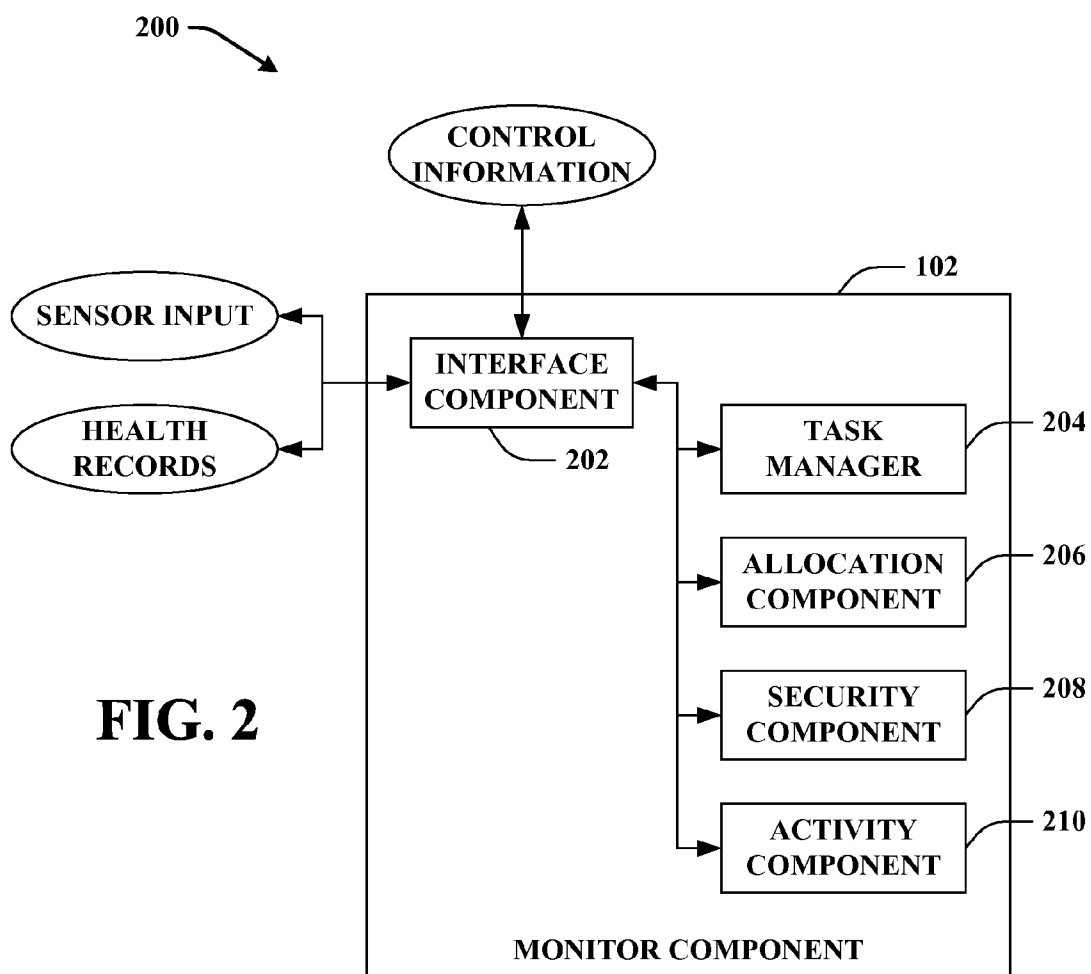 200
CONTROL
INFORMATION
102
SENSOR INPUT
INTERFACE
COMPONENT
HEALTH
RECORDS
202
TASK
MANAGER
204
ALLOCATION
COMPONENT
206
SECURITY
COMPONENT
208
FIG. 2
ACTIVITY
COMPONENT
210
MONITOR COMPONENT